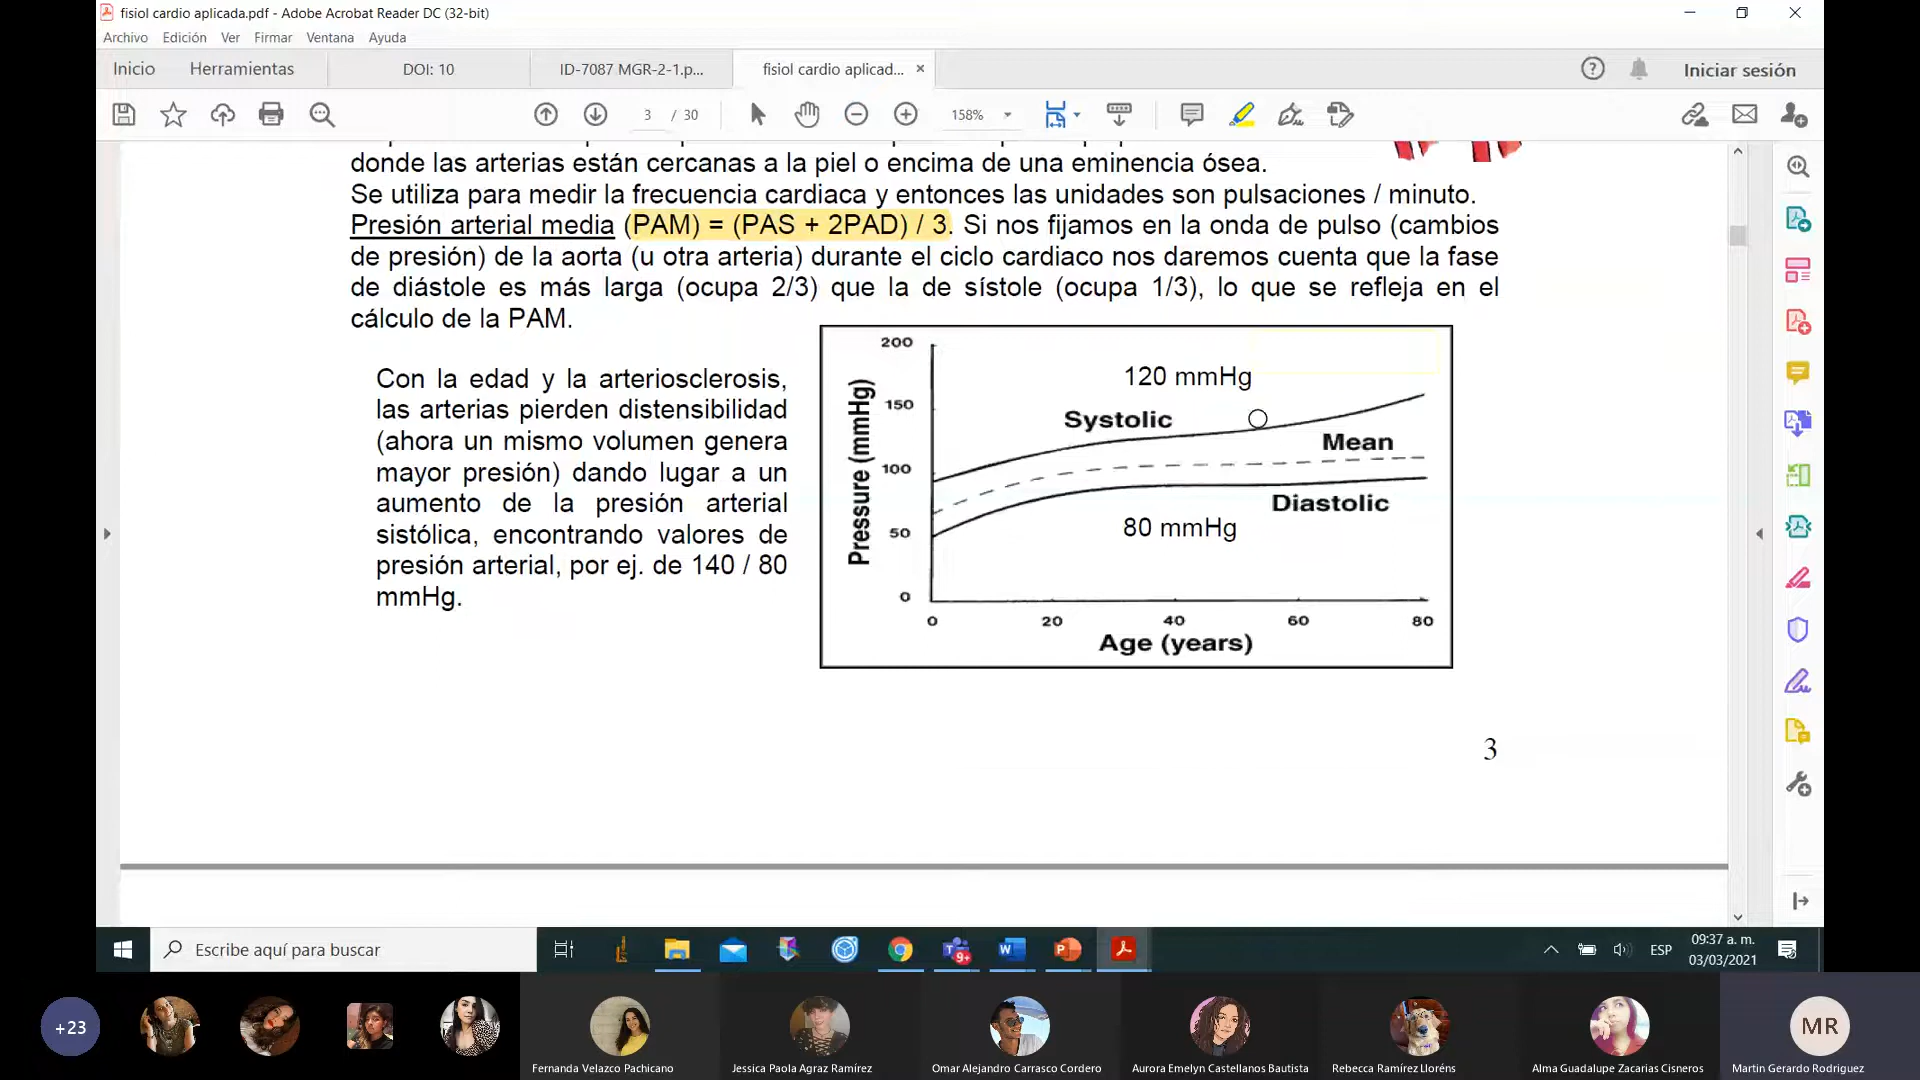 fisiol cardio aplicada.pdf - Adobe Acrobat Reader DC (32-bit)
Archivo Edición Ver Firmar Ventana Ayuda
Inicio Herramientas DOI: 10 ID-7087 MGR-2-1.p... fisiol cardio aplicad... × Iniciar sesión
3 / 30 158%
donde las arterias están cercanas a la piel o encima de una eminencia ósea.
Se utiliza para medir la frecuencia cardiaca y entonces las unidades son pulsaciones / minuto.
Presión arterial media (PAM) = (PAS + 2PAD) / 3. Si nos fijamos en la onda de pulso (cambios
de presión) de la aorta (u otra arteria) durante el ciclo cardiaco nos daremos cuenta que la fase
de diástole es más larga (ocupa 2/3) que la de sístole (ocupa 1/3), lo que se refleja en el
cálculo de la PAM.
Con la edad y la arteriosclerosis,
las arterias pierden distensibilidad
(ahora un mismo volumen genera
mayor presión) dando lugar a un
aumento de la presión arterial
sistólica, encontrando valores de
presión arterial, por ej. de 140 / 80
mmHg.
Pressure (mmHg)
200
150
100
50
0
120 mmHg
Systolic
Mean
Diastolic
80 mmHg
0 20 40 60 80
Age (years)
3
Escribe aquí para buscar
9+
ESP
09:37 a. m.
03/03/2021
+23
MR
Fernanda Velazco Pachicano
Jessica Paola Agraz Ramírez
Omar Alejandro Carrasco Cordero
Aurora Emelyn Castellanos Bautista
Rebecca Ramírez Lloréns
Alma Guadalupe Zacarias Cisneros
Martin Gerardo Rodriguez